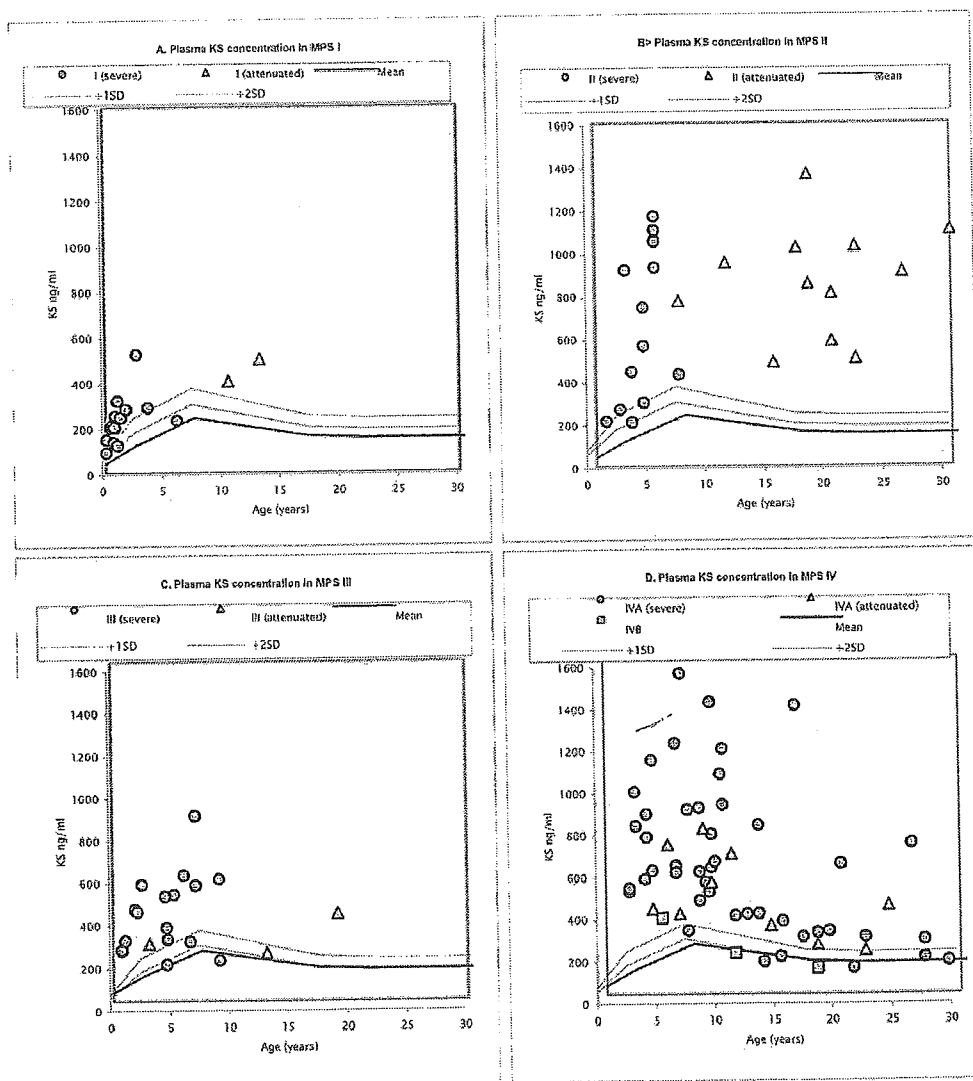 A. Plasma KS concentration in MPS I
I (severe) I (attenuated) Mean
+1SD +2SD
1600
1400
1200
1000
800
600
400
200
0
KS ng/ml
0 5 10 15 20 25 30
Age (years)
B> Plasma KS concentration in MPS II
II (severe) II (attenuated) Mean
+1SD +2SD
1600
1400
1200
1000
800
600
400
200
0
KS ng/ml
0 5 10 15 20 25 30
Age (years)
C. Plasma KS concentration in MPS III
III (severe) III (attenuated) Mean
+1SD +2SD
1600
1400
1200
1000
800
600
400
200
0
KS ng/ml
0 5 10 15 20 25 30
Age (years)
D. Plasma KS concentration in MPS IV
IVA (severe) IVA (attenuated)
IVB Mean
+1SD +2SD
1600
1400
1200
1000
800
600
400
200
0
KS ng/ml
0 5 10 15 20 25 30
Age (years)